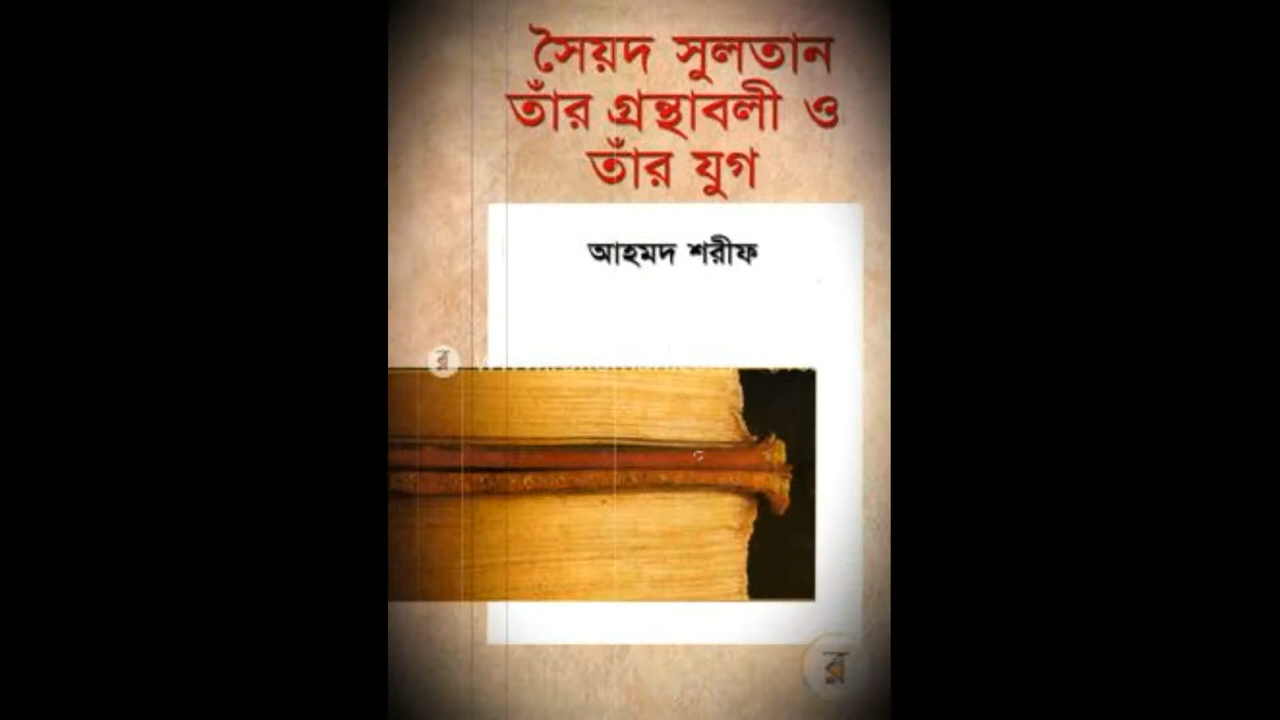 সৈয়দ সুলতান
তাঁর গ্রন্থাবলী ও
তাঁর যুগ
আহমদ শরীফ
র
র